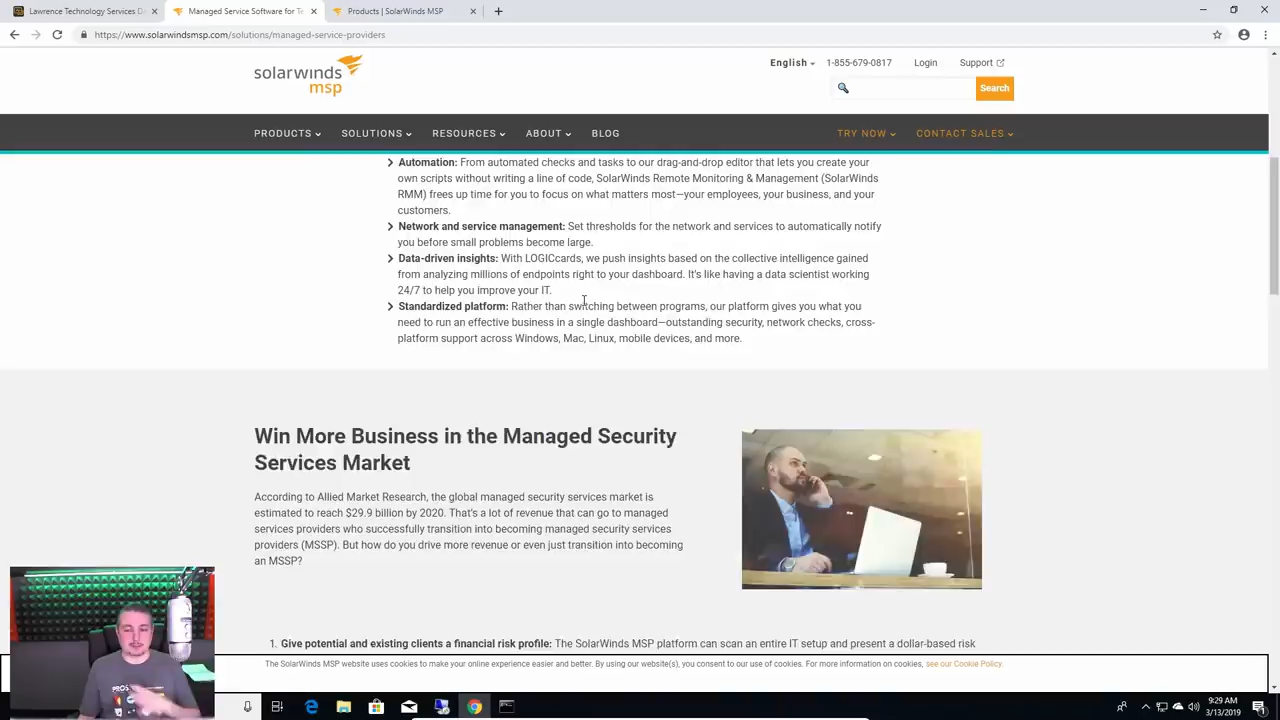 Lawrence Technology Services Da
Managed Service Software for Te
Products | SolarWinds MSP
https://www.solarwindsmsp.com/solutions/managed-service-providers
solarwinds
msp
English
1-855-679-0817
Login
Support
Search
PRODUCTS
SOLUTIONS
RESOURCES
ABOUT
BLOG
TRY NOW
CONTACT SALES
Automation: From automated checks and tasks to our drag-and-drop editor that lets you create your
own scripts without writing a line of code, SolarWinds Remote Monitoring & Management (SolarWinds
RMM) frees up time for you to focus on what matters most—your employees, your business, and your
customers.
Network and service management: Set thresholds for the network and services to automatically notify
you before small problems become large.
Data-driven insights: With LOGICcards, we push insights based on the collective intelligence gained
from analyzing millions of endpoints right to your dashboard. It's like having a data scientist working
24/7 to help you improve your IT.
Standardized platform: Rather than switching between programs, our platform gives you what you
need to run an effective business in a single dashboard—outstanding security, network checks, cross-
platform support across Windows, Mac, Linux, mobile devices, and more.
Win More Business in the Managed Security
Services Market
According to Allied Market Research, the global managed security services market is
estimated to reach $29.9 billion by 2020. That's a lot of revenue that can go to managed
services providers who successfully transition into becoming managed security services
providers (MSSP). But how do you drive more revenue or even just transition into becoming
an MSSP?
1. Give potential and existing clients a financial risk profile: The SolarWinds MSP platform can scan an entire IT setup and present a dollar-based risk
The SolarWinds MSP website uses cookies to make your online experience easier and better. By using our website(s), you consent to our use of cookies. For more information on cookies, see our Cookie Policy.
9:29 AM
3/13/2019